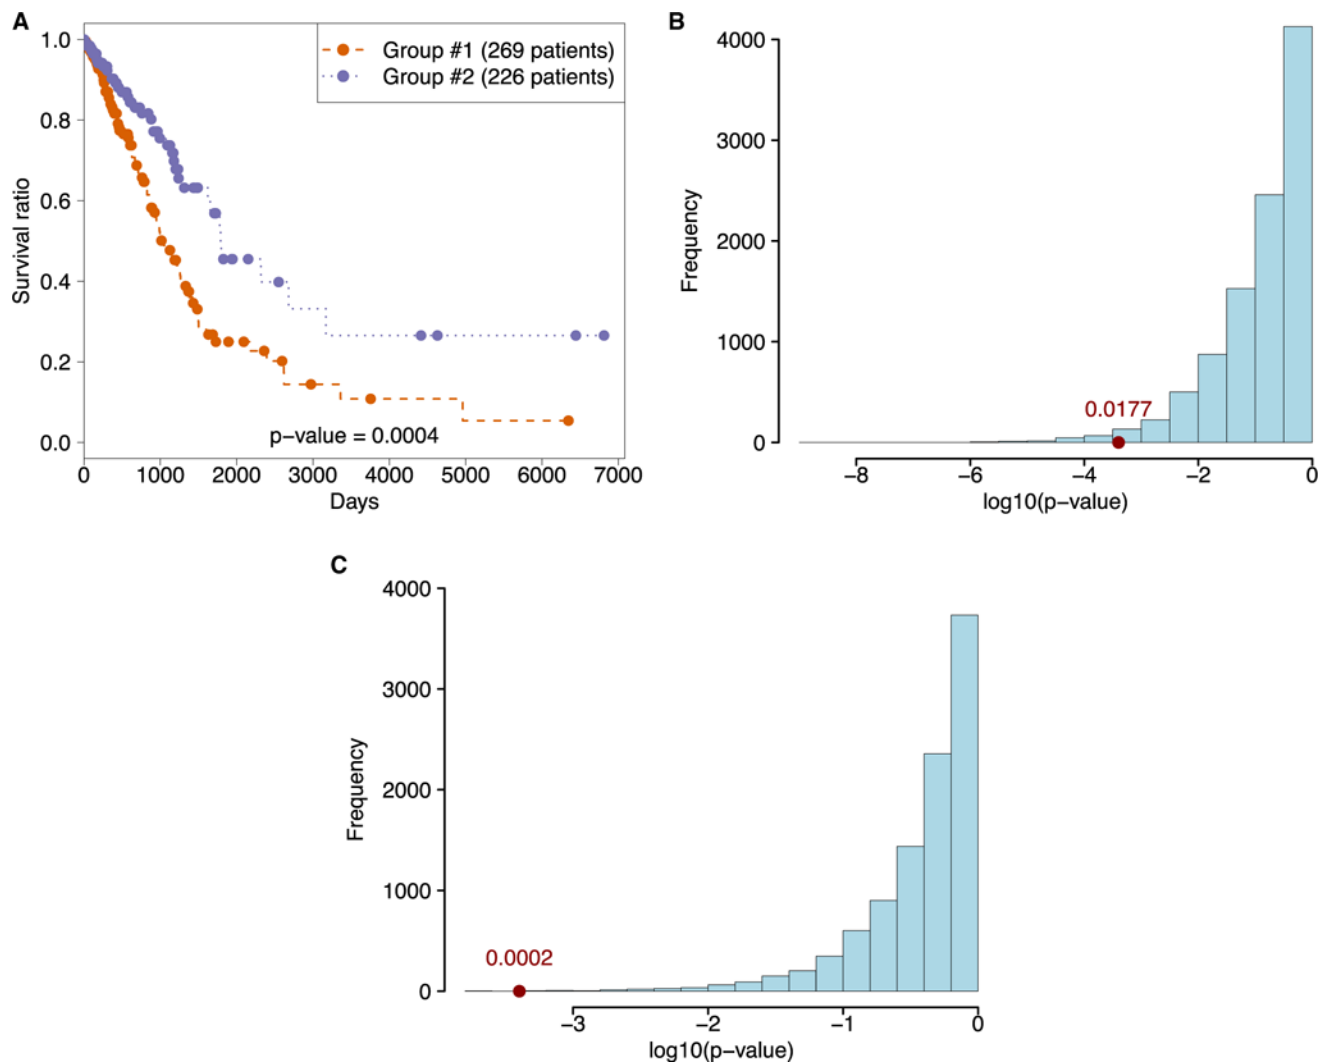 A
Group #1 (269 patients)
Group #2 (226 patients)
1.0
0.8
0.6
0.4
0.2
0.0
Survival ratio
p−value = 0.0004
0 1000 2000 3000 4000 5000 6000 7000
Days
B
4000
3000
2000
1000
0
Frequency
0.0177
−8 −6 −4 −2 0
log10(p−value)
C
4000
3000
2000
1000
0
Frequency
0.0002
−3 −2 −1 0
log10(p−value)